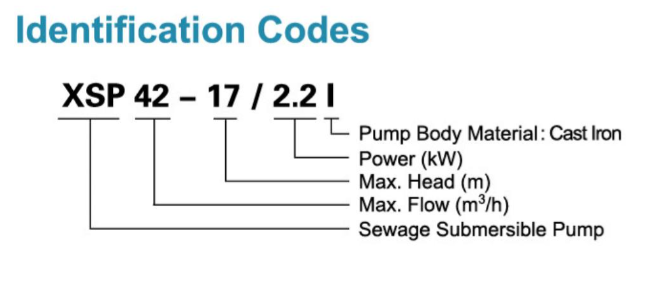 Identification Codes
XSP 42 – 17 / 2.2 I
Pump Body Material: Cast Iron
Power (kW)
Max. Head (m)
Max. Flow (m³/h)
Sewage Submersible Pump